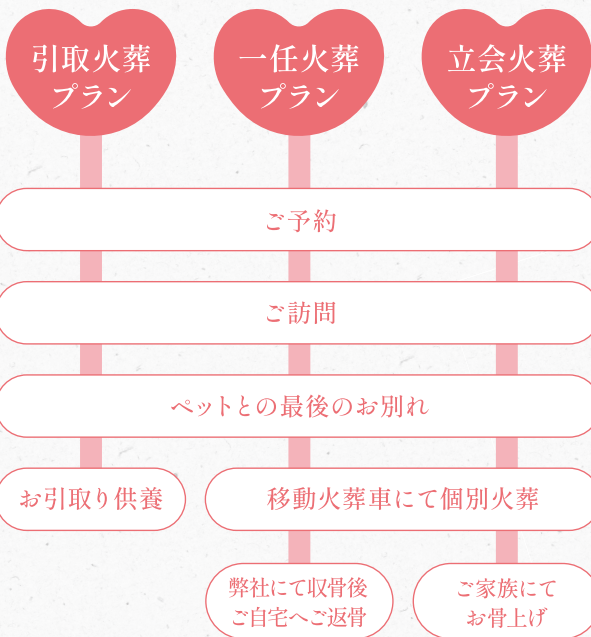 引取火葬
プラン
一任火葬
プラン
立会火葬
プラン
ご予約
ご訪問
ペットとの最後のお別れ
お引取り供養
移動火葬車にて個別火葬
弊社にて収骨後
ご自宅へご返骨
ご家族にて
お骨上げ